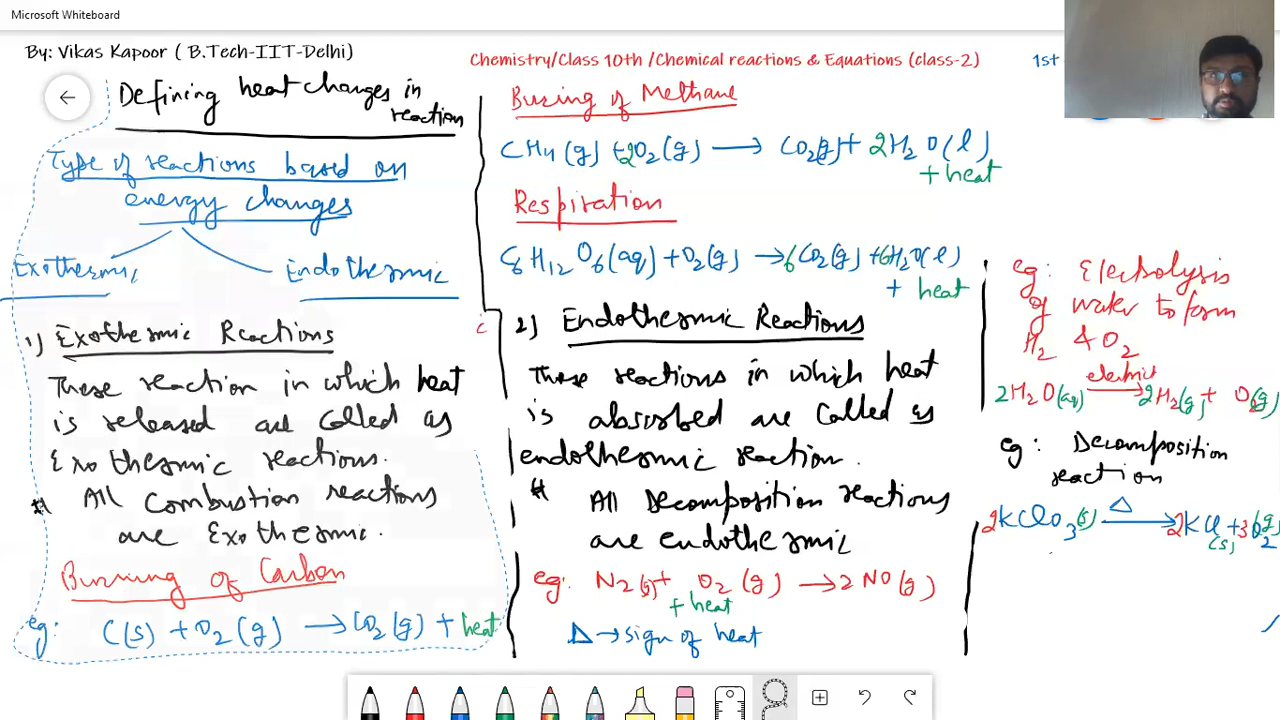 Microsoft Whiteboard
By: Vikas Kapoor ( B.Tech-IIT-Delhi)
Chemistry/Class 10th /Chemical reactions & Equations (class-2)
1st
Defining heat changes in
reaction
Type of reactions based on
energy changes
Exothermic
Endothermic
1) Exothermic Reactions
These reaction in which heat
is released are called as
Exothermic reactions.
# All Combustion reactions
are Exothermic.
Burning of Carbon
eg: C(s) + O2(g) → CO2(g) + heat
Buring of Methane
CH4(g) + 2O2(g) → CO2(g) + 2H2O(l)
+ heat
Respiration
C6H12O6(aq) + O2(g) → 6CO2(g) + 6H2O(l)
+ heat
2) Endothermic Reactions
Those reactions in which heat
is absorbed are called as
endothermic reaction.
# All Decomposition reactions
are endothermic
eg: N2(g) + O2(g) → 2NO(g)
+ heat
Δ → sign of heat
eg: Electrolysis
of water to form
H2 & O2
electric
2H2O(aq) → 2H2(g) + O2(g)
eg: Decomposition
reaction
Δ
2KClO3(s) → 2KCl(s) + 3O2(g)